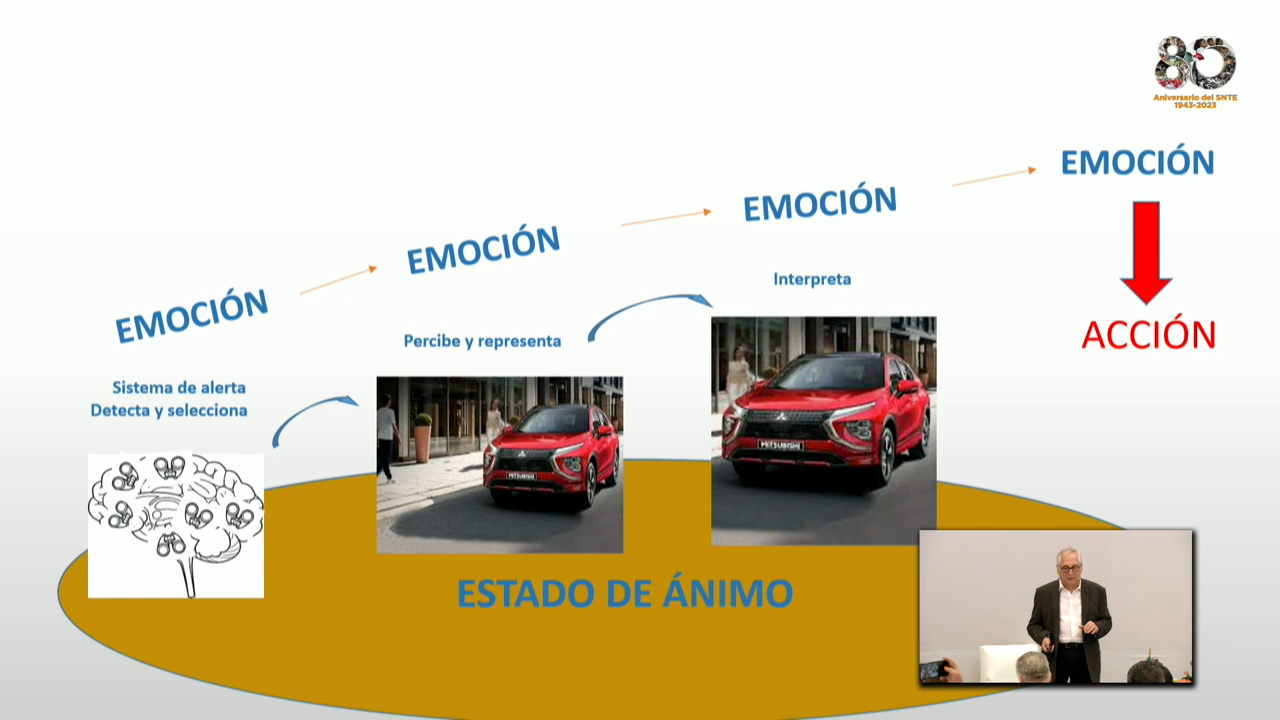 80
Aniversario del SNTE
1943-2023
EMOCIÓN
EMOCIÓN
EMOCIÓN
EMOCIÓN
ACCIÓN
Interpreta
Percibe y representa
Sistema de alerta
Detecta y selecciona
MITSUBISHI
MITSUBISHI
ESTADO DE ÁNIMO